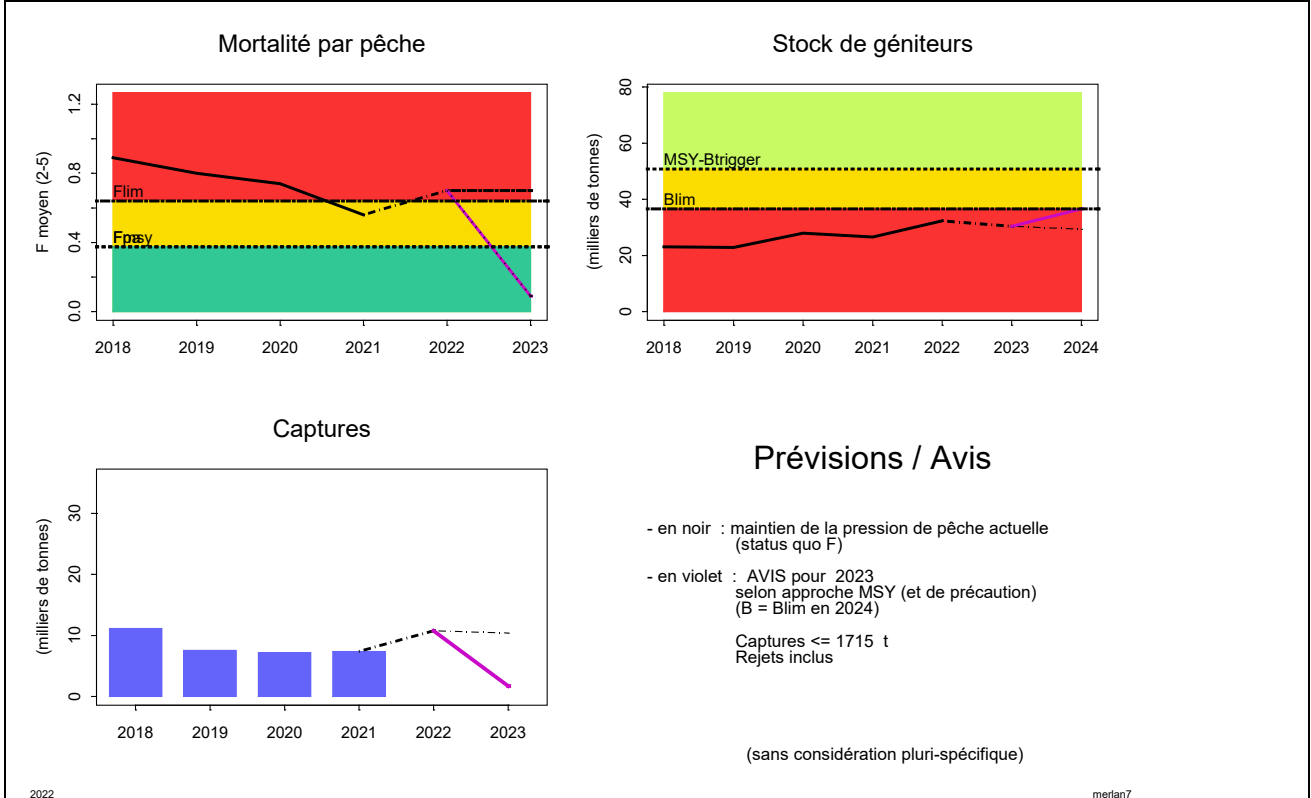 Mortalité par pêche
F moyen (2-5)
1.2
0.8
0.4
0.0
Flim
2018 2019 2020 2021 2022 2023
Stock de géniteurs
(milliers de tonnes)
80
60
40
20
0
MSY-Btrigger
Blim
2018 2019 2020 2021 2022 2023 2024
Captures
(milliers de tonnes)
30
20
10
0
2018 2019 2020 2021 2022 2023
Prévisions / Avis
- en noir : maintien de la pression de pêche actuelle
(status quo F)
- en violet : AVIS pour 2023
selon approche MSY (et de précaution)
(B = Blim en 2024)
Captures <= 1715 t
Rejets inclus
(sans considération pluri-spécifique)
2022
merlan7